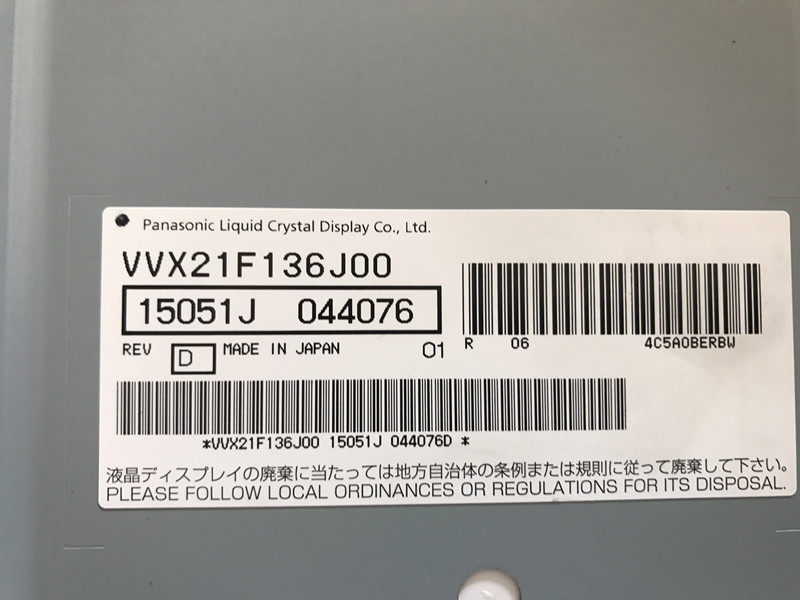 Panasonic Liquid Crystal Display Co., Ltd.
VVX21F136J00
15051J 044076
REV D MADE IN JAPAN 01
R 06 4C5A0BERBW
*VVX21F136J00 15051J 044076D *
液晶ディスプレイの廃棄に当たっては地方自治体の条例または規則に従って廃棄して下さい。
PLEASE FOLLOW LOCAL ORDINANCES OR REGULATIONS FOR ITS DISPOSAL.